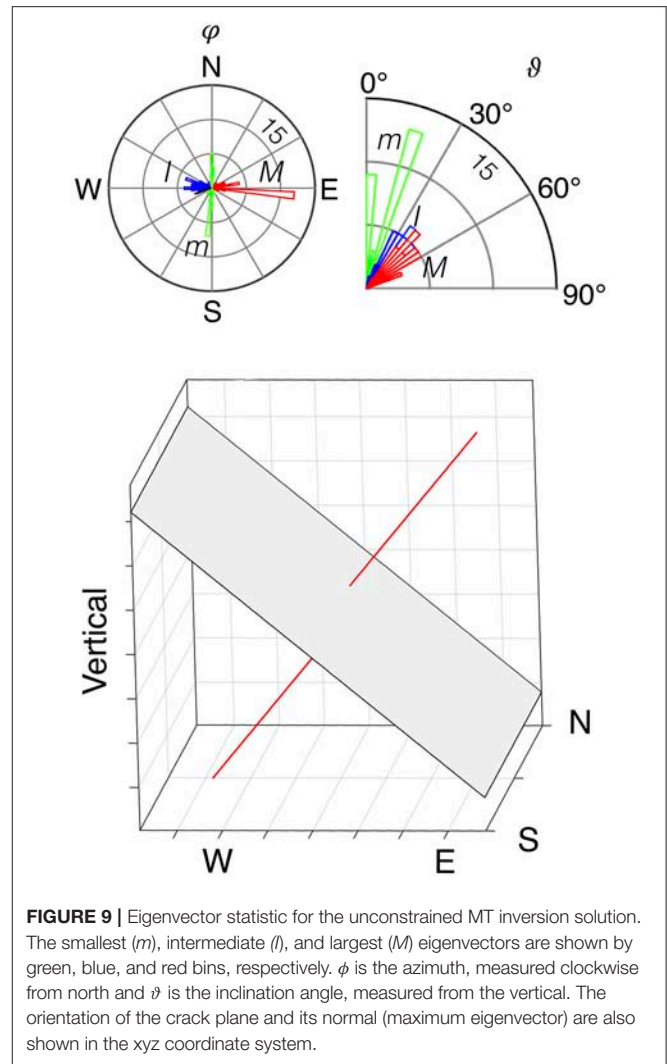 φ
N
15
I
M
W
E
m
S
ϑ
0°
30°
m
15
60°
I
M
90°
Vertical
N
S
W
E
FIGURE 9 | Eigenvector statistic for the unconstrained MT inversion solution.
The smallest (m), intermediate (I), and largest (M) eigenvectors are shown by
green, blue, and red bins, respectively. ϕ is the azimuth, measured clockwise
from north and ϑ is the inclination angle, measured from the vertical. The
orientation of the crack plane and its normal (maximum eigenvector) are also
shown in the xyz coordinate system.